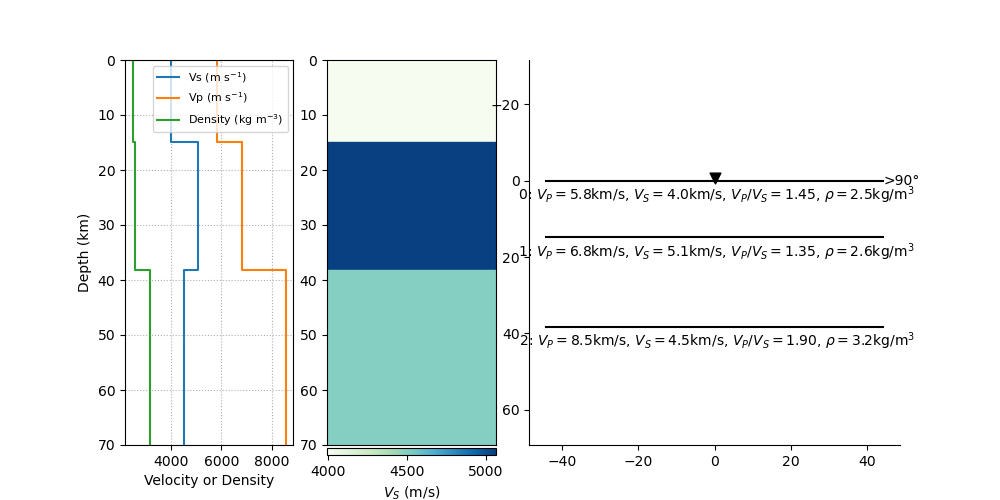 0
10
20
30
40
50
60
70
Depth (km)
4000 6000 8000
Velocity or Density
Vs (m s⁻¹)
Vp (m s⁻¹)
Density (kg m⁻³)
0
10
20
30
40
50
60
70
4000 4500 5000
V_S (m/s)
−20
0
20
40
60
>90°
0: V_P = 5.8km/s, V_S = 4.0km/s, V_P/V_S = 1.45, ρ = 2.5kg/m³
1: V_P = 6.8km/s, V_S = 5.1km/s, V_P/V_S = 1.35, ρ = 2.6kg/m³
2: V_P = 8.5km/s, V_S = 4.5km/s, V_P/V_S = 1.90, ρ = 3.2kg/m³
−40 −20 0 20 40